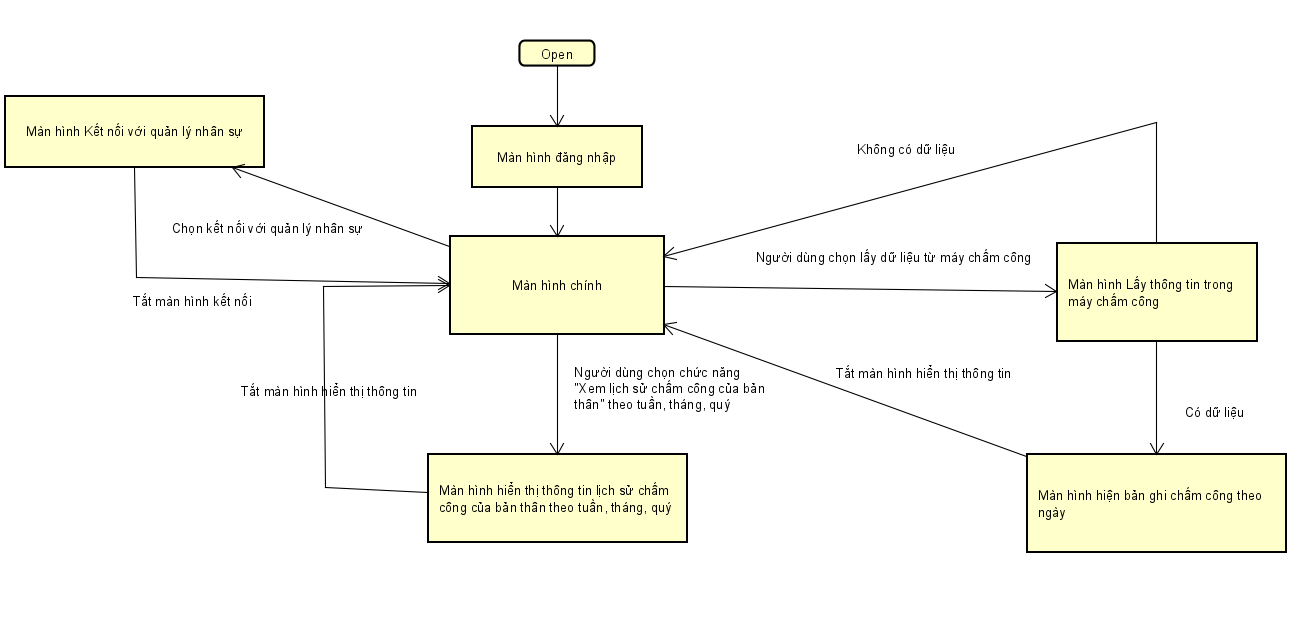 Open
Màn hình Kết nối với quản lý nhân sự
Màn hình đăng nhập
Không có dữ liệu
Chọn kết nối với quản lý nhân sự
Người dùng chọn lấy dữ liệu từ máy chấm công
Màn hình chính
Màn hình Lấy thông tin trong
máy chấm công
Tắt màn hình kết nối
Người dùng chọn chức năng
"Xem lịch sử chấm công của bản
thân" theo tuần, tháng, quý
Tắt màn hình hiển thị thông tin
Tắt màn hình hiển thị thông tin
Có dữ liệu
Màn hình hiển thị thông tin lịch sử chấm
công của bản thân theo tuần, tháng, quý
Màn hình hiện bản ghi chấm công theo
ngày